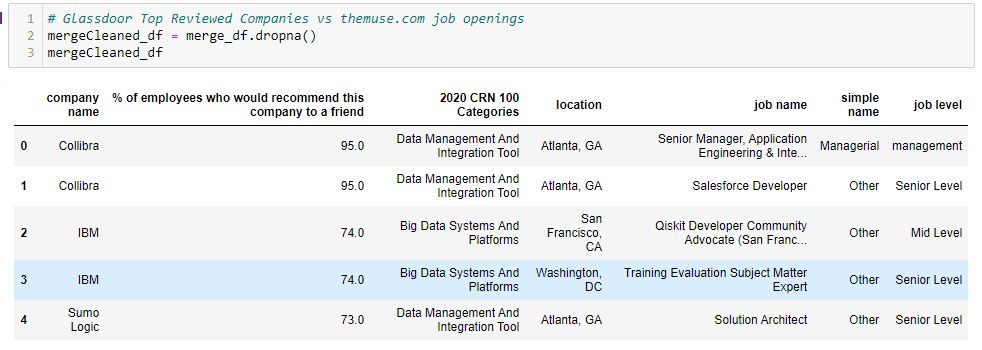 1 # Glassdoor Top Reviewed Companies vs themuse.com job openings
2 mergeCleaned_df = merge_df.dropna()
3 mergeCleaned_df
company name % of employees who would recommend this company to a friend 2020 CRN 100 Categories location job name simple name job level
0 Collibra 95.0 Data Management And Integration Tool Atlanta, GA Senior Manager, Application Engineering & Inte... Managerial management
1 Collibra 95.0 Data Management And Integration Tool Atlanta, GA Salesforce Developer Other Senior Level
2 IBM 74.0 Big Data Systems And Platforms San Francisco, CA Qiskit Developer Community Advocate (San Franc... Other Mid Level
3 IBM 74.0 Big Data Systems And Platforms Washington, DC Training Evaluation Subject Matter Expert Other Senior Level
4 Sumo Logic 73.0 Data Management And Integration Tool Atlanta, GA Solution Architect Other Senior Level